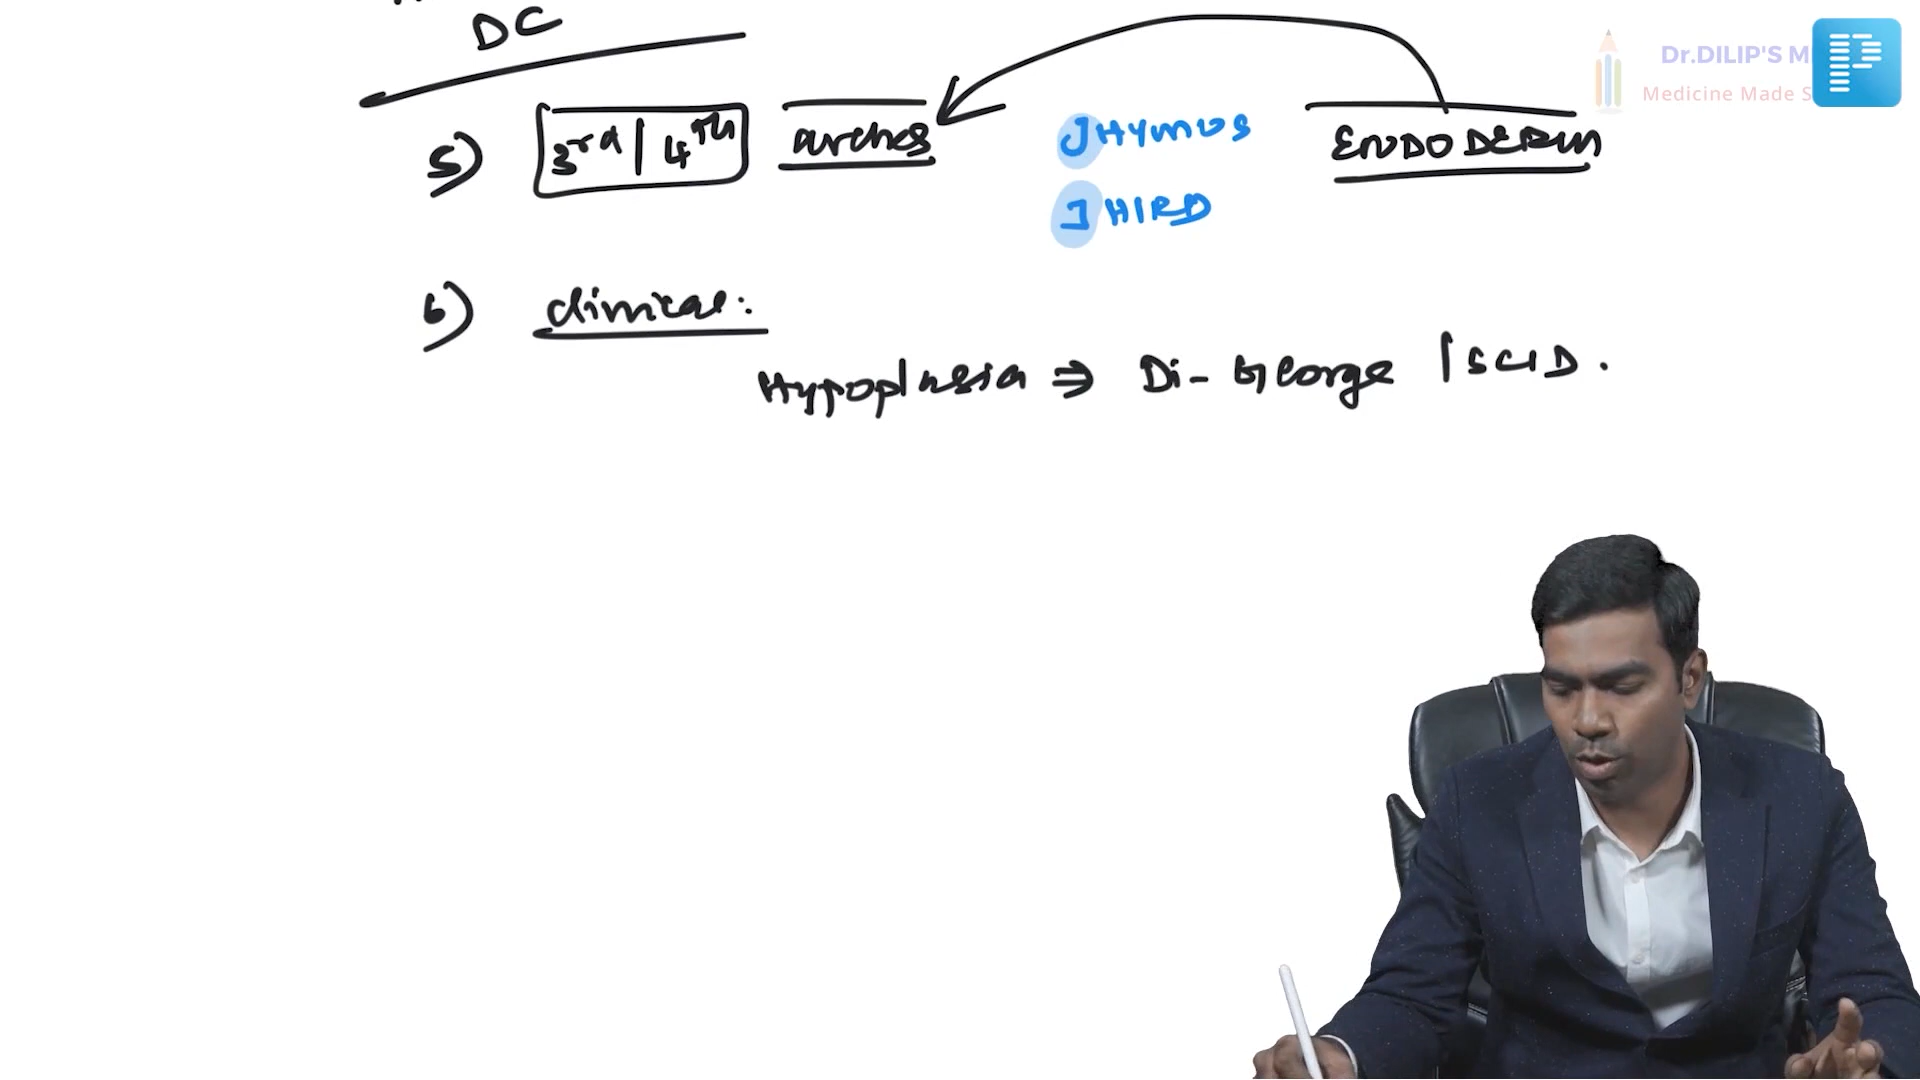 DC
Dr.DILIP'S M
Medicine Made S
5) 3rd / 4th arches THYMUS ENDODERM
THIRD
6) clinical:
Hypoplasia ⇒ Di-George / SCID.